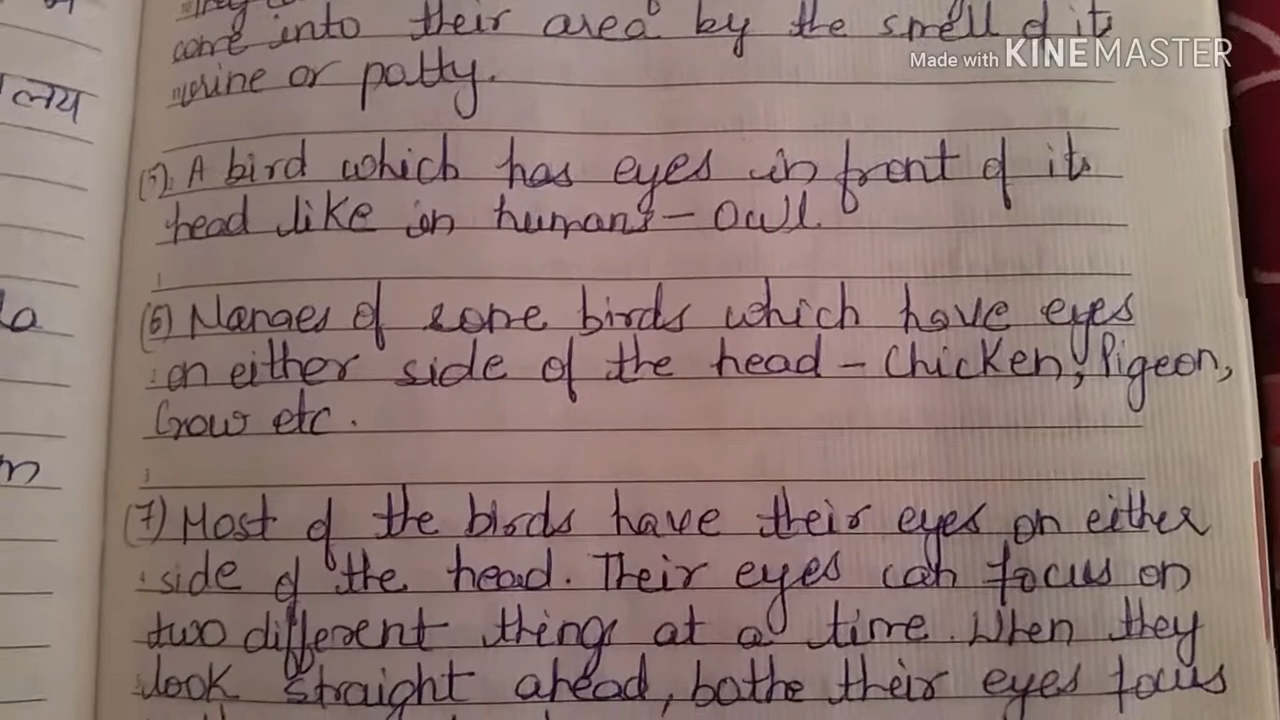 come into their area by the smell of its
Made with KINEMASTER
urine or potty.
लय
(5) A bird which has eyes in front of its
head like in humans - Owl.
(6) Names of some birds which have eyes
on either side of the head - Chicken, Pigeon,
Crow etc.
(7) Most of the birds have their eyes on either
side of the head. Their eyes can focus on
two different things at a time. When they
look straight ahead, bothe their eyes focus